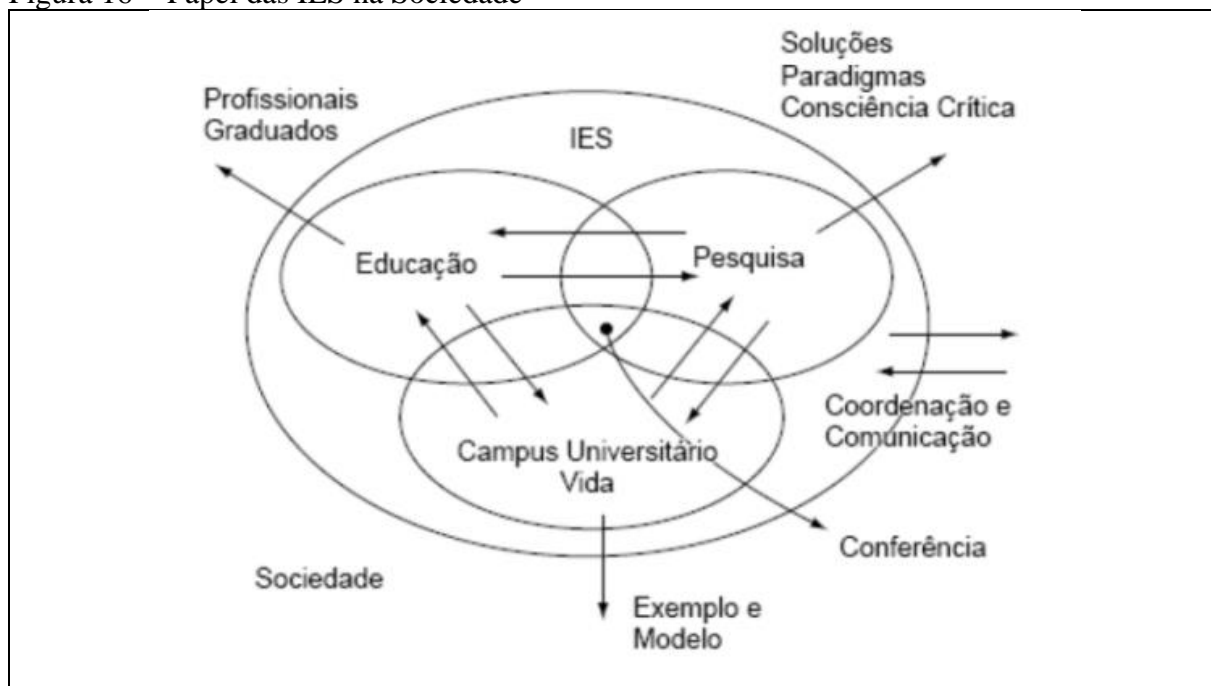 Figura
Papel das IES na Sociedade
Soluções
Paradigmas
Consciência Crítica
Profissionais
Graduados
IES
Educação
Pesquisa
Coordenação e
Comunicação
Campus Universitário
Vida
Conferência
Sociedade
Exemplo e
Modelo